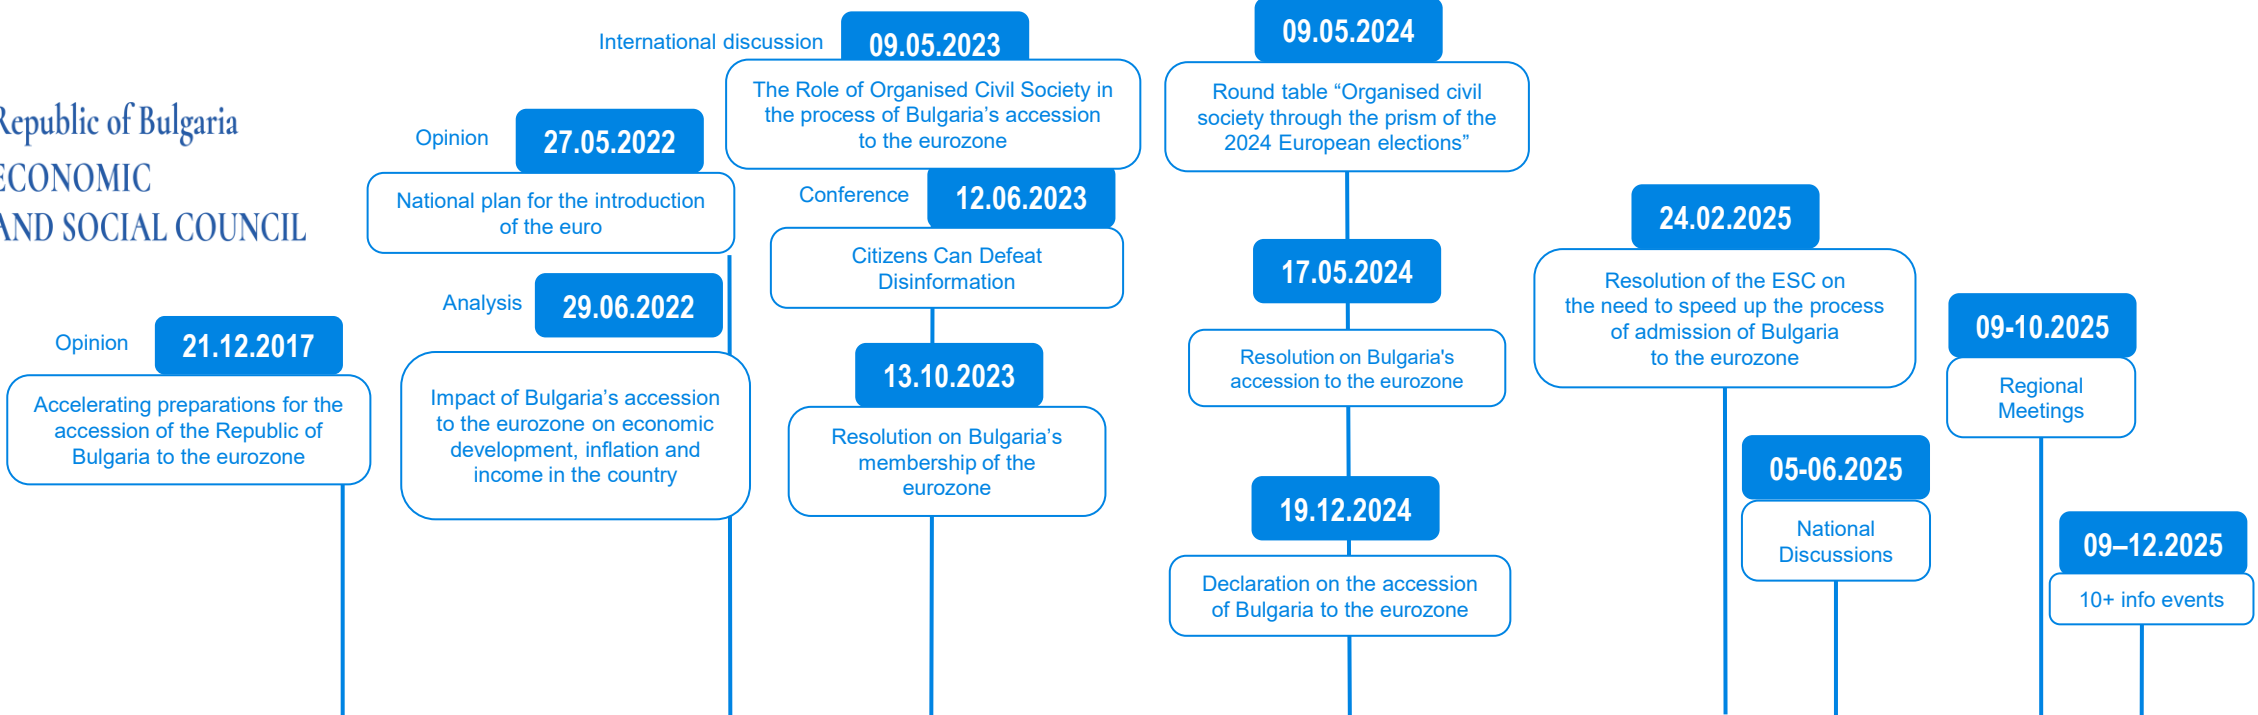 Republic of Bulgaria
ECONOMIC
AND SOCIAL COUNCIL
Opinion
21.12.2017
Accelerating preparations for the
accession of the Republic of
Bulgaria to the eurozone
Opinion
27.05.2022
National plan for the introduction
of the euro
Analysis
29.06.2022
Impact of Bulgaria’s accession
to the eurozone on economic
development, inflation and
income in the country
International discussion
09.05.2023
The Role of Organised Civil Society in
the process of Bulgaria’s accession
to the eurozone
Conference
12.06.2023
Citizens Can Defeat
Disinformation
13.10.2023
Resolution on Bulgaria’s
membership of the
eurozone
09.05.2024
Round table “Organised civil
society through the prism of the
2024 European elections”
17.05.2024
Resolution on Bulgaria's
accession to the eurozone
19.12.2024
Declaration on the accession
of Bulgaria to the eurozone
24.02.2025
Resolution of the ESC on
the need to speed up the process
of admission of Bulgaria
to the eurozone
05-06.2025
National
Discussions
09-10.2025
Regional
Meetings
09–12.2025
10+ info events